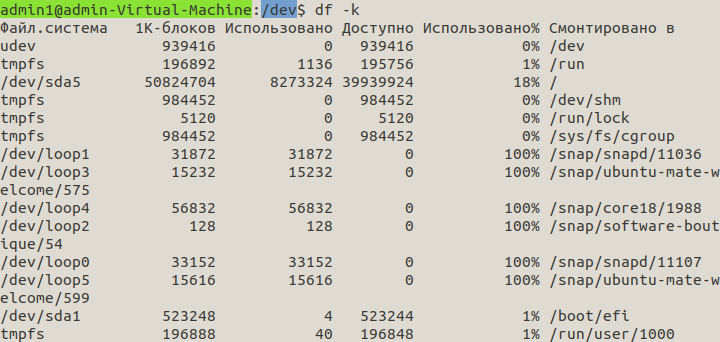 admin1@admin-Virtual-Machine:/dev$ df -k
Файл.система   1K-блоков Использовано Доступно Использовано% Cмонтировано в
udev              939416            0   939416            0% /dev
tmpfs             196892         1136   195756            1% /run
/dev/sda5       50824704      8273324 39939924           18% /
tmpfs             984452            0   984452            0% /dev/shm
tmpfs               5120            0     5120            0% /run/lock
tmpfs             984452            0   984452            0% /sys/fs/cgroup
/dev/loop1         31872        31872        0          100% /snap/snapd/11036
/dev/loop3         15232        15232        0          100% /snap/ubuntu-mate-w
elcome/575
/dev/loop4         56832        56832        0          100% /snap/core18/1988
/dev/loop2           128          128        0          100% /snap/software-bout
ique/54
/dev/loop0         33152        33152        0          100% /snap/snapd/11107
/dev/loop5         15616        15616        0          100% /snap/ubuntu-mate-w
elcome/599
/dev/sda1         523248            4   523244            1% /boot/efi
tmpfs             196888           40   196848            1% /run/user/1000